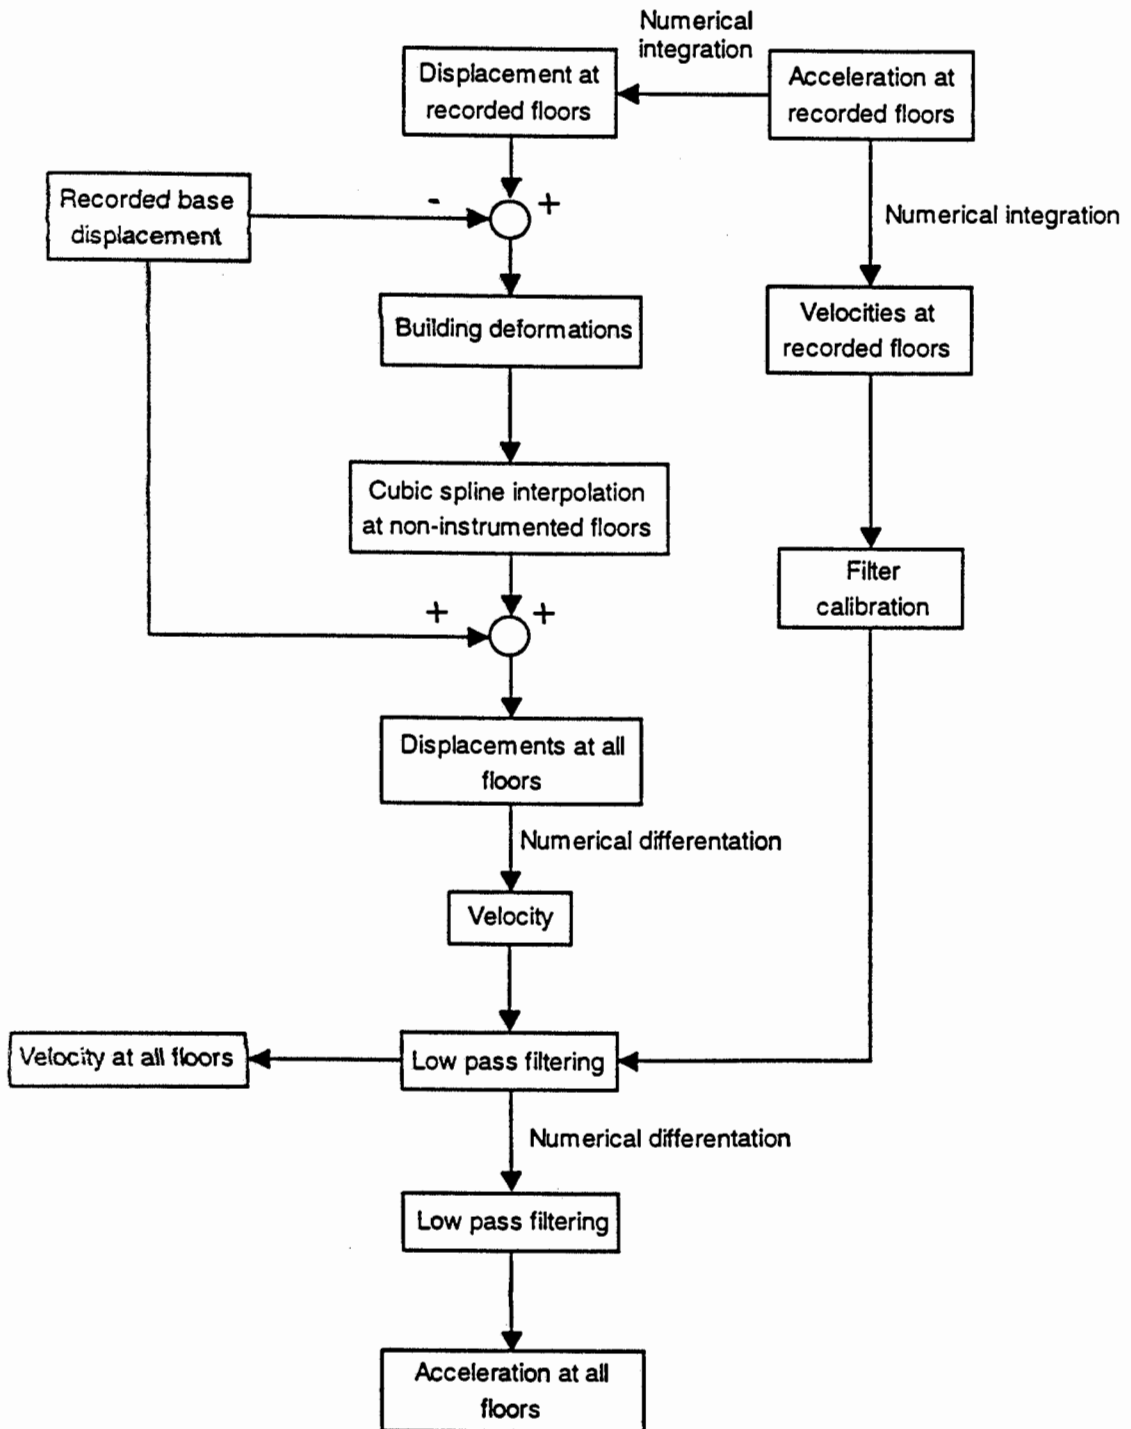 Numerical
integration
Displacement at
recorded floors
Acceleration at
recorded floors
Recorded base
displacement
-
+
Numerical integration
Building deformations
Velocities at
recorded floors
Cubic spline interpolation
at non-instrumented floors
Filter
calibration
+
+
Displacements at all
floors
Numerical differentation
Velocity
Velocity at all floors
Low pass filtering
Numerical differentation
Low pass filtering
Acceleration at all
floors